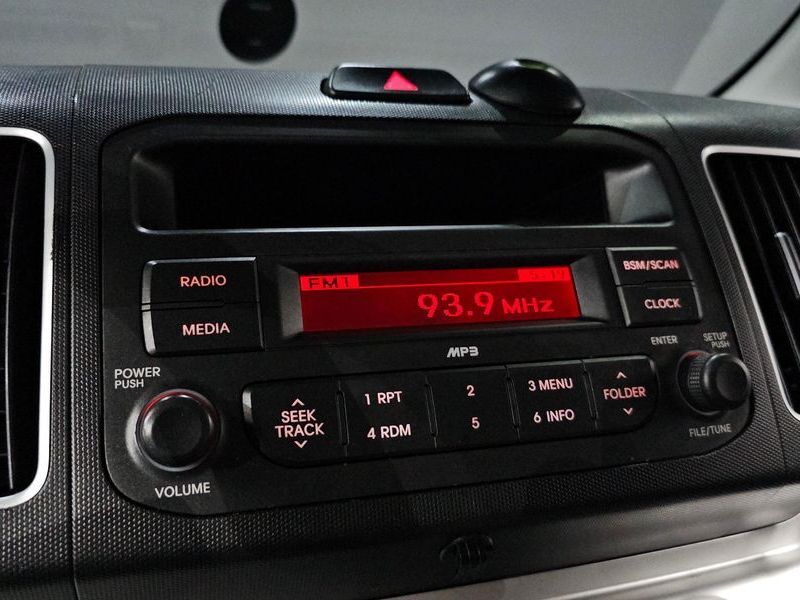 RADIO
MEDIA
FM1
93.9 MHz
BSM/SCAN
CLOCK
MP3
POWER
PUSH
VOLUME
SEEK
TRACK
1 RPT
4 RDM
2
5
3 MENU
6 INFO
FOLDER
ENTER
SETUP
PUSH
FILE/TUNE